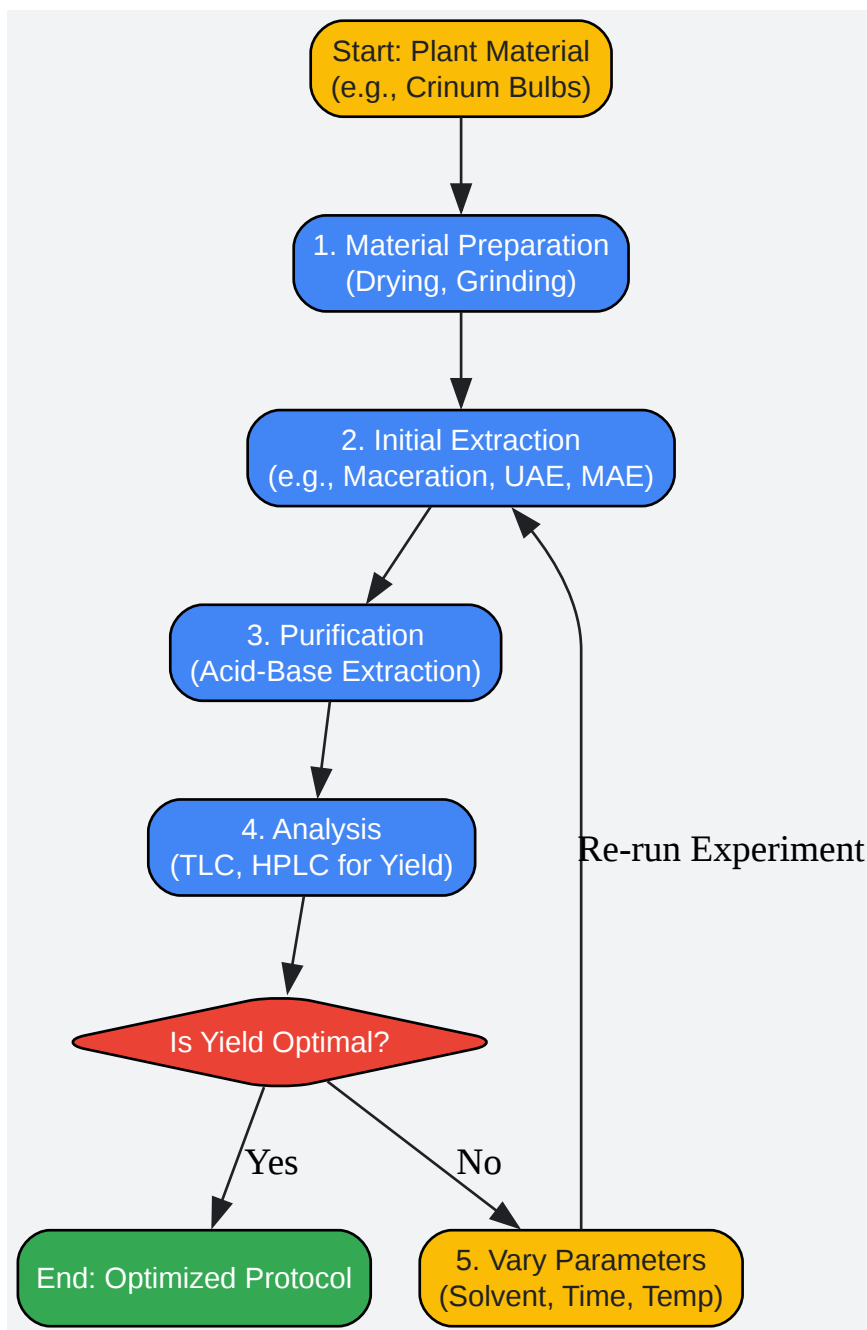 Start: Plant Material
(e.g., Crinum Bulbs)
1. Material Preparation
(Drying, Grinding)
2. Initial Extraction
(e.g., Maceration, UAE, MAE)
3. Purification
(Acid-Base Extraction)
4. Analysis
(TLC, HPLC for Yield)
Re-run Experiment
Is Yield Optimal?
Yes
No
End: Optimized Protocol
5. Vary Parameters
(Solvent, Time, Temp)